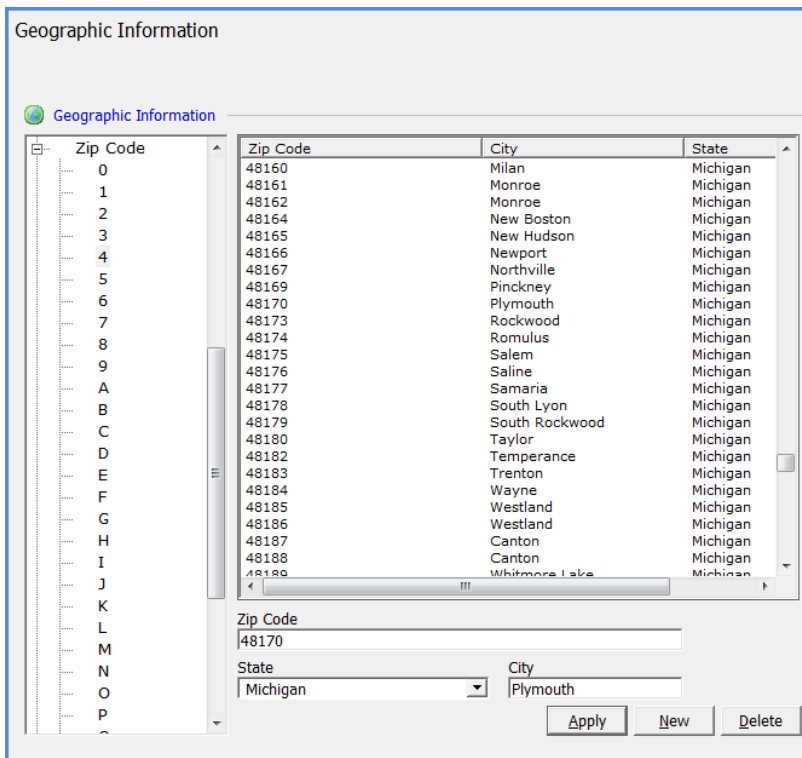 Geographic Information
Geographic Information
Zip Code
0
1
2
3
4
5
6
7
8
9
A
B
C
D
E
F
G
H
I
J
K
L
M
N
O
P
Zip Code City State
48160 Milan Michigan
48161 Monroe Michigan
48162 Monroe Michigan
48164 New Boston Michigan
48165 New Hudson Michigan
48166 Newport Michigan
48167 Northville Michigan
48169 Pinckney Michigan
48170 Plymouth Michigan
48173 Rockwood Michigan
48174 Romulus Michigan
48175 Salem Michigan
48176 Saline Michigan
48177 Samaria Michigan
48178 South Lyon Michigan
48179 South Rockwood Michigan
48180 Taylor Michigan
48182 Temperance Michigan
48183 Trenton Michigan
48184 Wayne Michigan
48185 Westland Michigan
48186 Westland Michigan
48187 Canton Michigan
48188 Canton Michigan
48189 Whitmore Lake Michigan
Zip Code
48170
State City
Michigan Plymouth
Apply New Delete